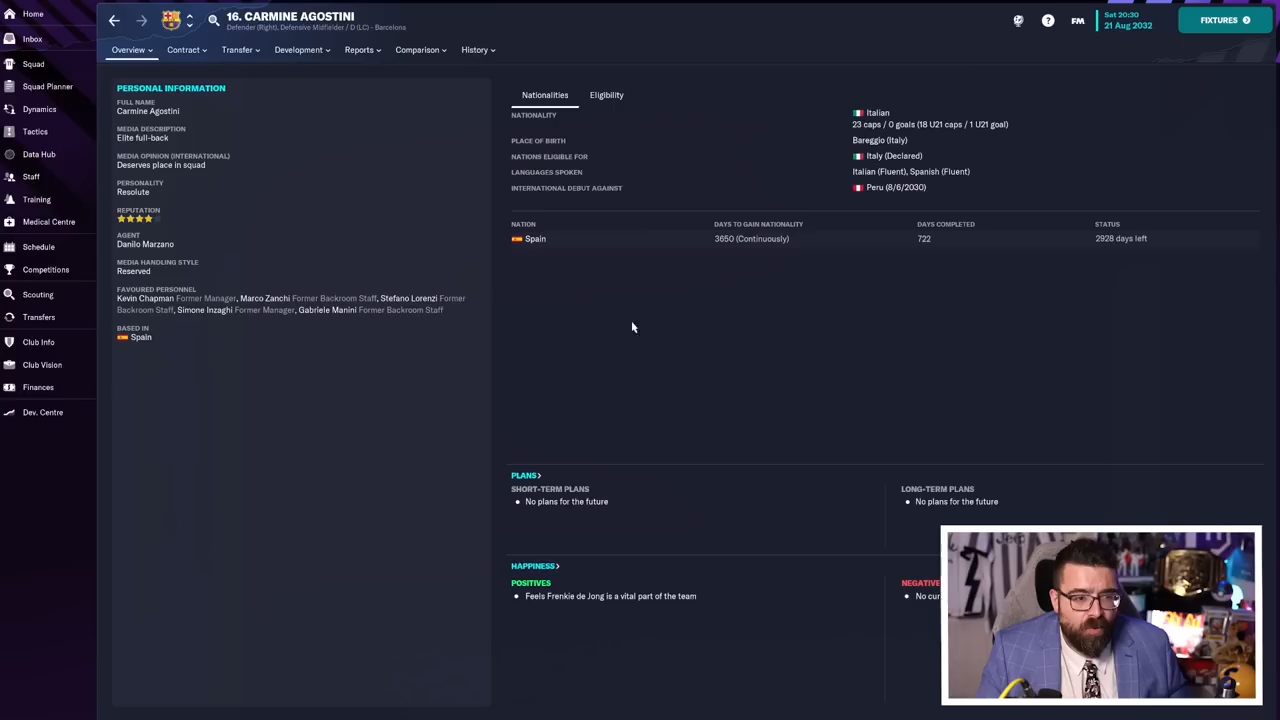 Home
Inbox
Squad
Squad Planner
Dynamics
Tactics
Data Hub
Staff
Training
Medical Centre
Schedule
Competitions
Scouting
Transfers
Club Info
Club Vision
Finances
Dev. Centre
16. CARMINE AGOSTINI
Defender (Right), Defensive Midfielder / D (LC) - Barcelona
FM
Sat 20:30
21 Aug 2032
FIXTURES
Overview
Contract
Transfer
Development
Reports
Comparison
History
PERSONAL INFORMATION
FULL NAME
Carmine Agostini
MEDIA DESCRIPTION
Elite full-back
MEDIA OPINION (INTERNATIONAL)
Deserves place in squad
PERSONALITY
Resolute
REPUTATION
AGENT
Danilo Marzano
MEDIA HANDLING STYLE
Reserved
FAVOURED PERSONNEL
Kevin Chapman Former Manager, Marco Zanchi Former Backroom Staff, Stefano Lorenzi Former
Backroom Staff, Simone Inzaghi Former Manager, Gabriele Manini Former Backroom Staff
BASED IN
Spain
Nationalities
Eligibility
NATIONALITY
Italian
23 caps / 0 goals (18 U21 caps / 1 U21 goal)
PLACE OF BIRTH
Bareggio (Italy)
NATIONS ELIGIBLE FOR
Italy (Declared)
LANGUAGES SPOKEN
Italian (Fluent), Spanish (Fluent)
INTERNATIONAL DEBUT AGAINST
Peru (8/6/2030)
NATION DAYS TO GAIN NATIONALITY DAYS COMPLETED STATUS
Spain 3650 (Continuously) 722 2928 days left
PLANS
SHORT-TERM PLANS
No plans for the future
LONG-TERM PLANS
No plans for the future
HAPPINESS
POSITIVES
Feels Frenkie de Jong is a vital part of the team
NEGATIVE
No cur